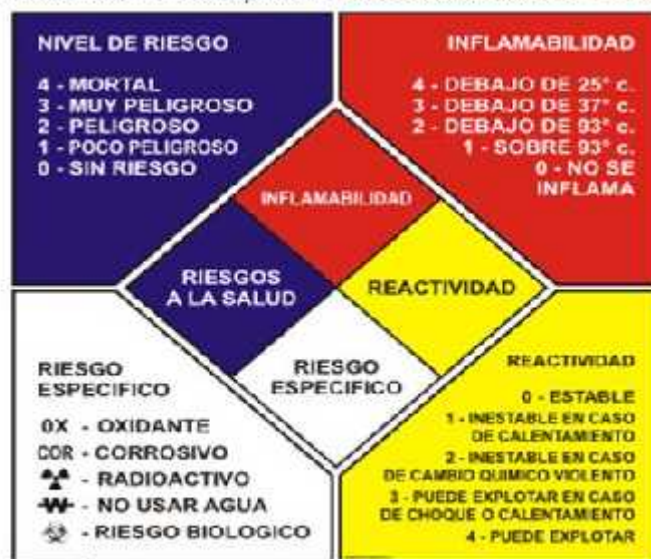 NIVEL DE RIESGO
4 - MORTAL
3 - MUY PELIGROSO
2 - PELIGROSO
1 - POCO PELIGROSO
0 - SIN RIESGO
INFLAMABILIDAD
4 - DEBAJO DE 25° c.
3 - DEBAJO DE 37° c.
2 - DEBAJO DE 93° c.
1 - SOBRE 93° c.
0 - NO SE
INFLAMA
INFLAMABILIDAD
RIESGOS
A LA SALUD
REACTIVIDAD
RIESGO
ESPECIFICO
RIESGO
ESPECIFICO
OX - OXIDANTE
COR - CORROSIVO
- RADIOACTIVO
W - NO USAR AGUA
- RIESGO BIOLOGICO
REACTIVIDAD
0 - ESTABLE
1 - INESTABLE EN CASO
DE CALENTAMIENTO
2 - INESTABLE EN CASO
DE CAMBIO QUIMICO VIOLENTO
3 - PUEDE EXPLOTAR EN CASO
DE CHOQUE O CALENTAMIENTO
4 - PUEDE EXPLOTAR